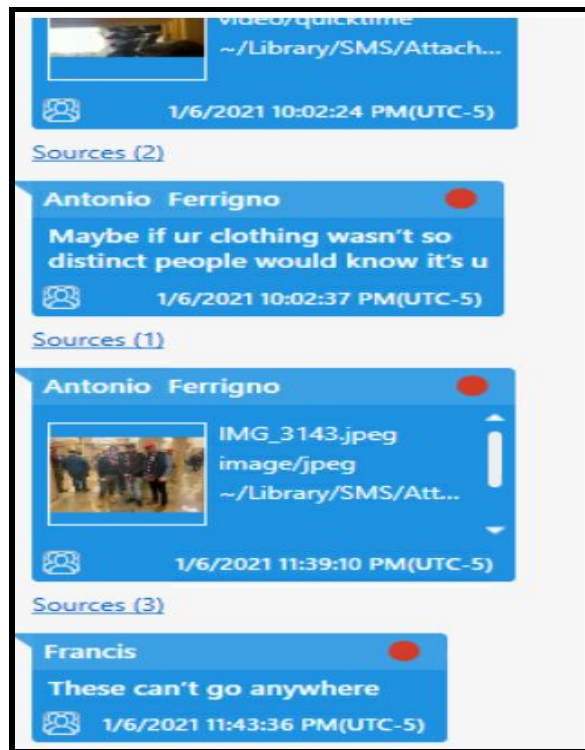 video/quicktime
~/Library/SMS/Attach...
1/6/2021 10:02:24 PM(UTC-5)
Sources (2)
Antonio Ferrigno
Maybe if ur clothing wasn't so
distinct people would know it's u
1/6/2021 10:02:37 PM(UTC-5)
Sources (1)
Antonio Ferrigno
IMG_3143.jpeg
image/jpeg
~/Library/SMS/Att...
1/6/2021 11:39:10 PM(UTC-5)
Sources (3)
Francis
These can't go anywhere
1/6/2021 11:43:36 PM(UTC-5)